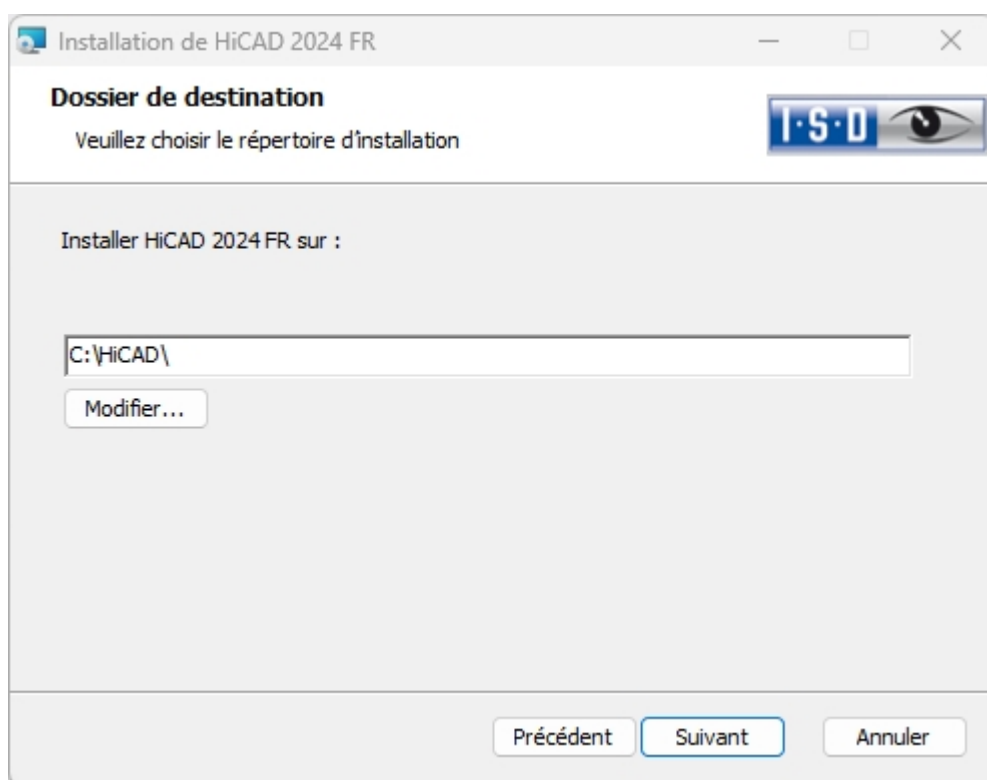 Installation de HiCAD 2024 FR
Dossier de destination
Veuillez choisir le répertoire d'installation
I·S·D
Installer HiCAD 2024 FR sur :
C:\HiCAD\
Modifier...
Précédent Suivant Annuler